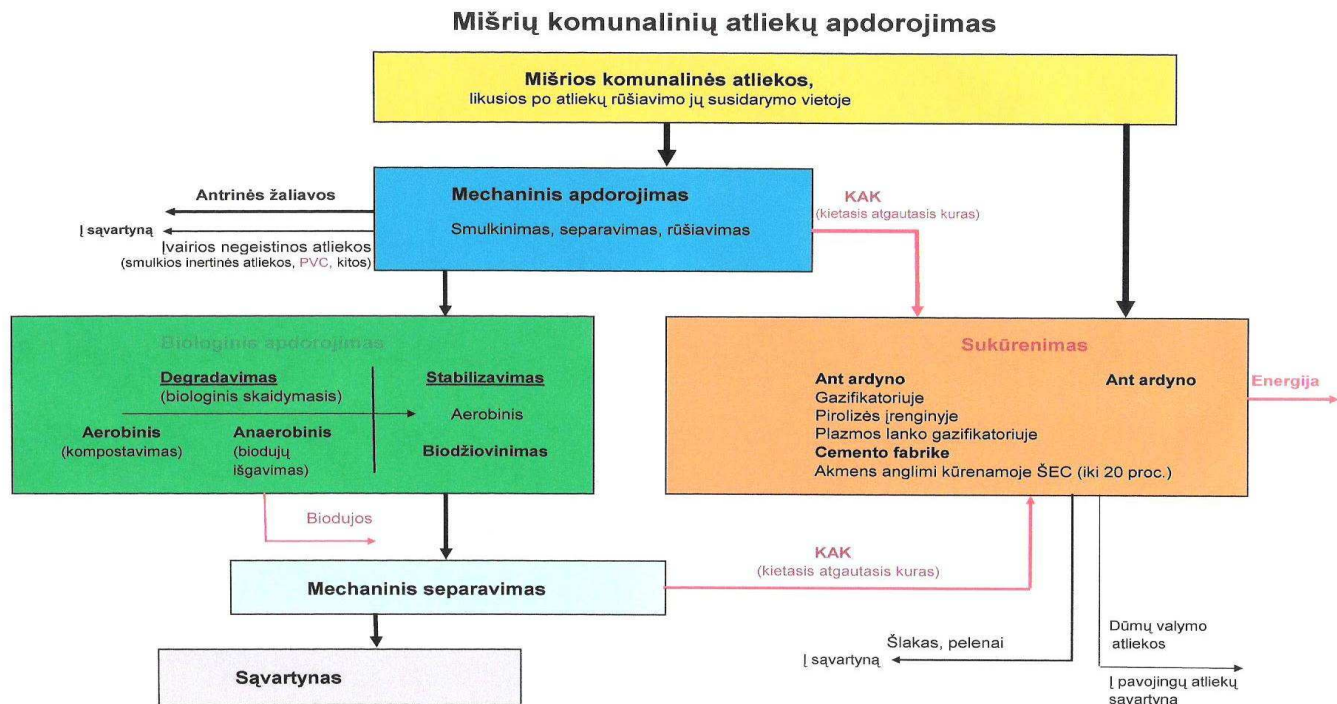 Mišrių komunalinių atliekų apdorojimas
Mišrios komunalinės atliekos,
likusios po atliekų rūšiavimo jų susidarymo vietoje
Mechaninis apdorojimas
Smulkinimas, separavimas, rūšiavimas
Antrinės žaliavos
Į sąvartyną
Įvairios negeistinos atliekos
(smulkios inertinės atliekos, PVC, kitos)
KAK
(kietasis atgautasis kuras)
Biologinis apdorojimas
Degradavimas
(biologinis skaidymasis)
Aerobinis
(kompostavimas)
Anaerobinis
(biodujų
išgavimas)
Stabilizavimas
Aerobinis
Biodžiovinimas
Sukūrenimas
Ant ardyno
Gazifikatoriuje
Pirolizės įrenginyje
Plazmos lanko gazifikatoriuje
Cemento fabrike
Akmens anglimi kūrenamoje ŠEC (iki 20 proc.)
Ant ardyno
Energija
Biodujos
Mechaninis separavimas
KAK
(kietasis atgautasis kuras)
Sąvartynas
Šlakas, pelenai
Į sąvartyną
Dūmų valymo
atliekos
Į pavojingų atliekų
savartyna